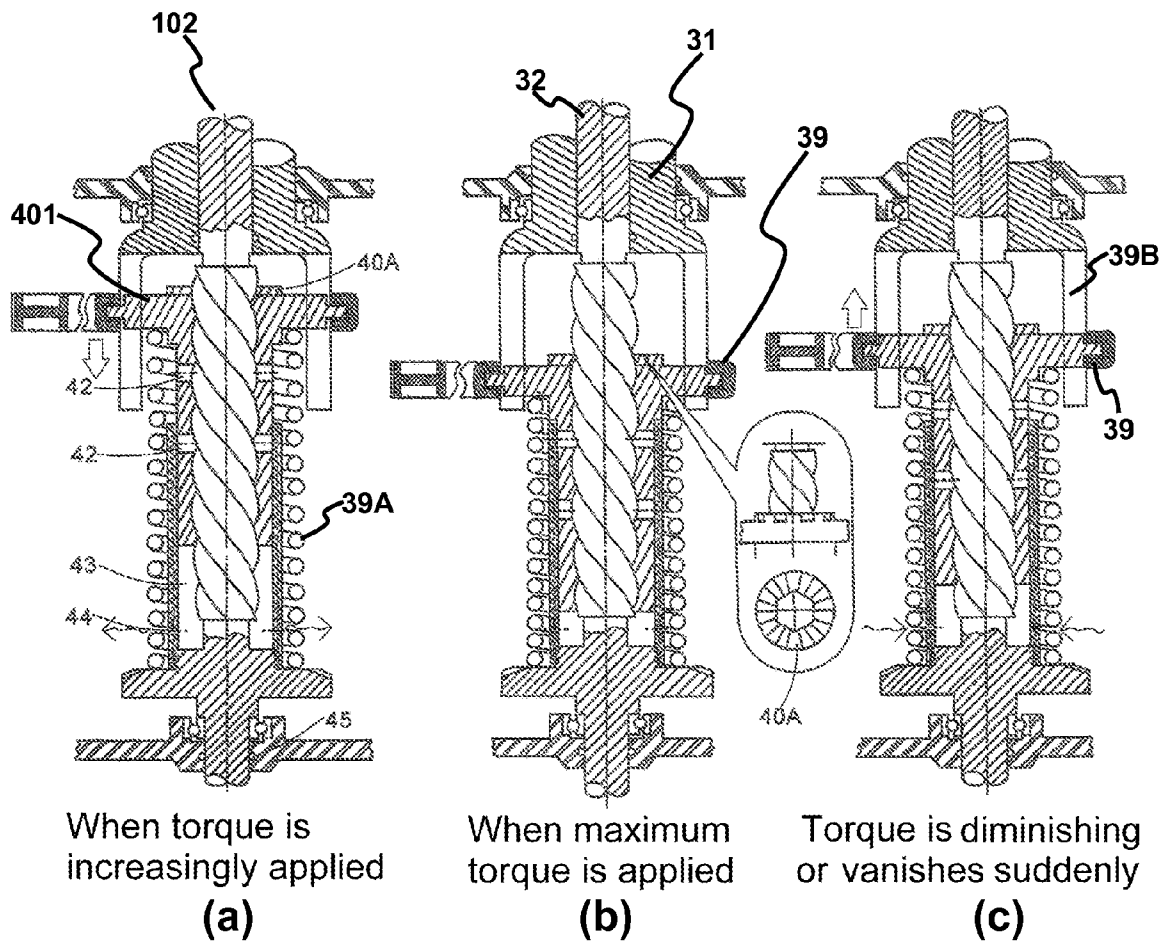 102
32
31
39
401
40A
39B
42
39
42
39A
43
44
40A
45
When torque is
increasingly applied
When maximum
torque is applied
Torque is diminishing
or vanishes suddenly
(a)
(b)
(c)